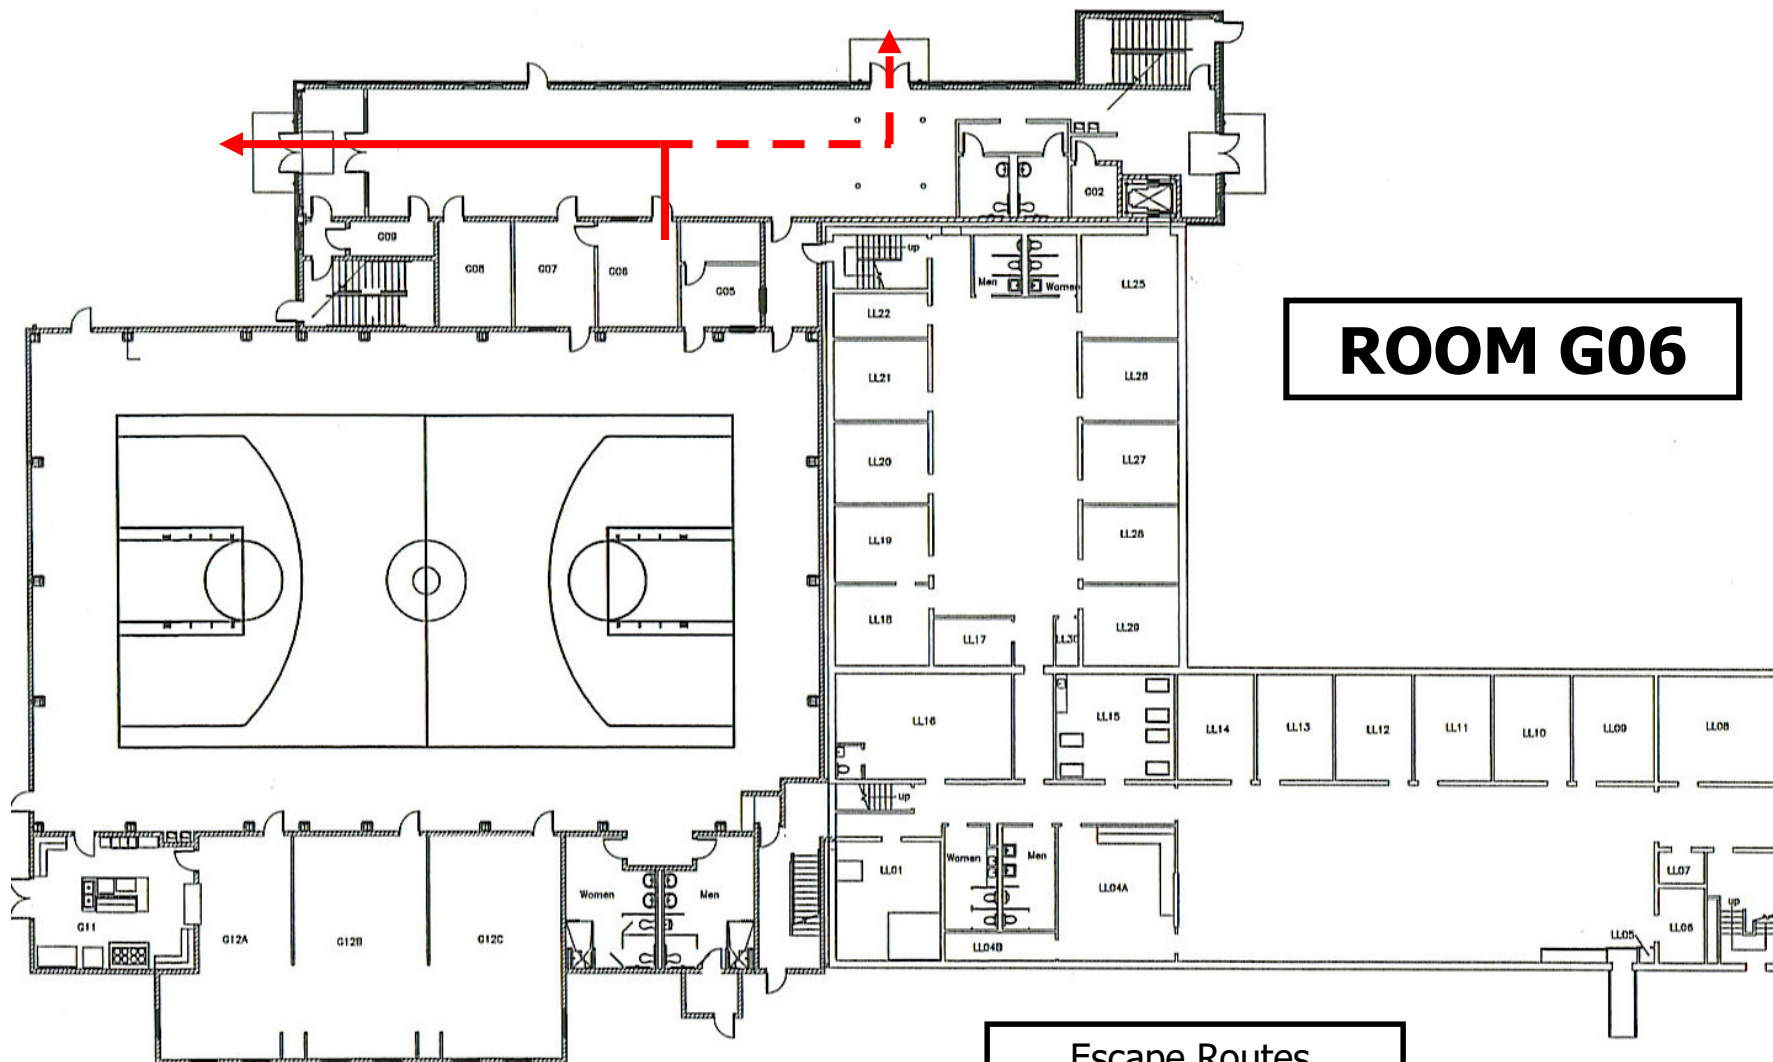 G02
G09
G08
G07
G06
G05
up
Men
Women
LL25
LL22
ROOM G06
LL21
LL26
LL20
LL27
LL19
LL28
LL18
LL17
LL30
LL29
LL16
LL15
LL14
LL13
LL12
LL11
LL10
LL09
LL08
up
Women
Men
LL01
LL04A
LL07
Women
Men
up
G11
G12A
G12B
G12C
LL04B
LL05
LL06
Escape Routes